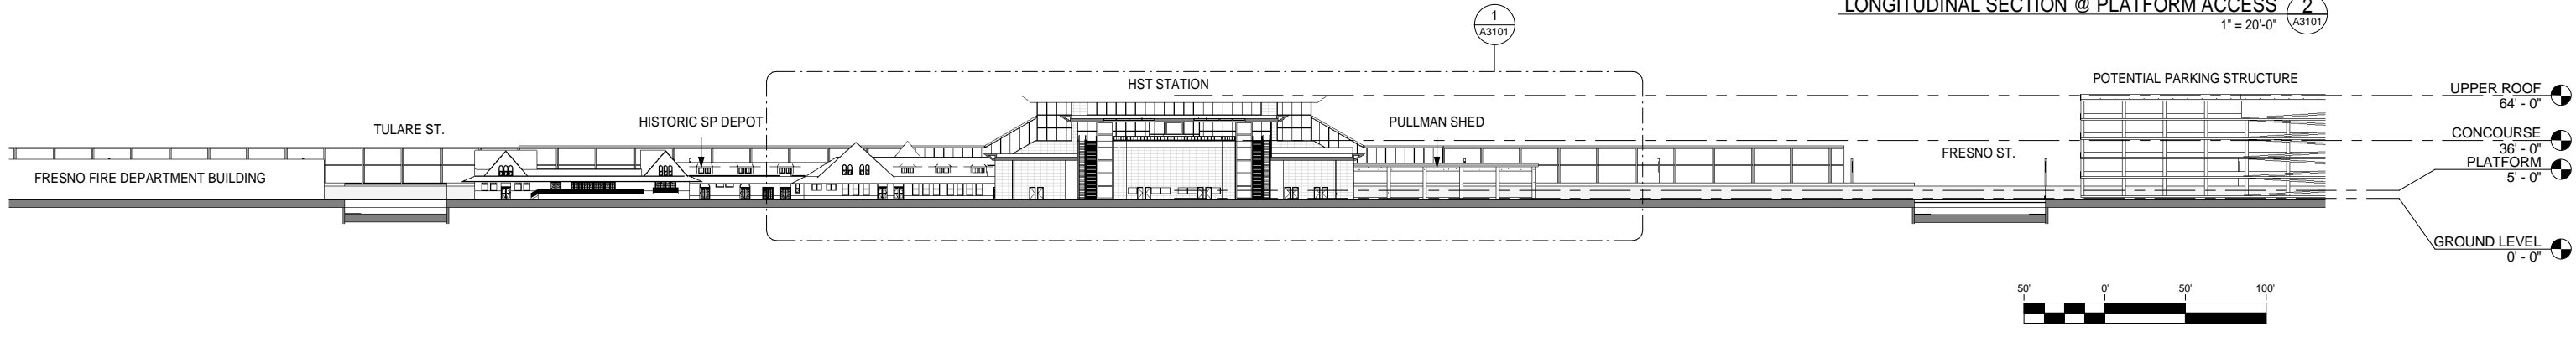 LONGITUDINAL SECTION @ PLATFORM ACCESS
2
1" = 20'-0"
A3101
1
A3101
HST STATION
POTENTIAL PARKING STRUCTURE
UPPER ROOF
64' - 0"
HISTORIC SP DEPOT
PULLMAN SHED
TULARE ST.
CONCOURSE
36' - 0"
FRESNO ST.
PLATFORM
5' - 0"
FRESNO FIRE DEPARTMENT BUILDING
GROUND LEVEL
0' - 0"
50' 0' 50' 100'